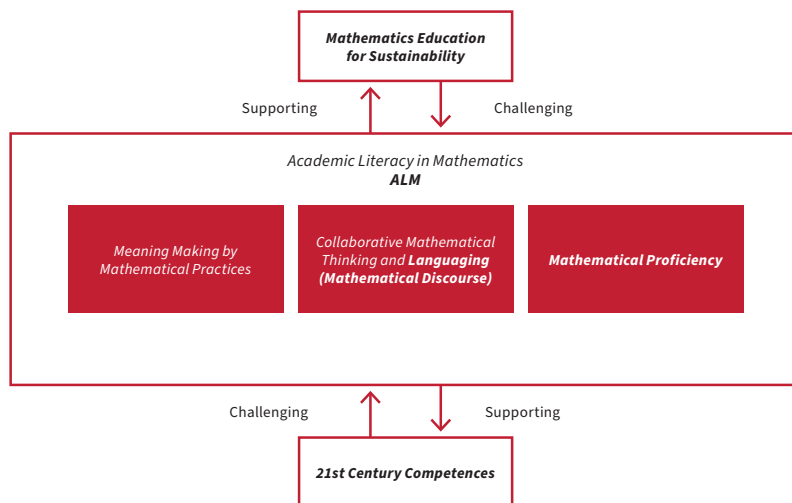 Mathematics Education
for Sustainability
Supporting
Challenging
Academic Literacy in Mathematics
ALM
Meaning Making by
Mathematical Practices
Collaborative Mathematical
Thinking and Languaging
(Mathematical Discourse)
Mathematical Proficiency
Challenging
Supporting
21st Century Competences